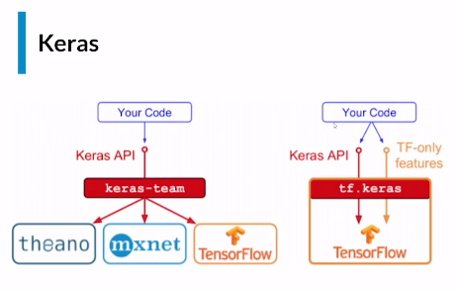 Keras
Your Code
Keras API
keras-team
theano
mxnet
TensorFlow
Your Code
Keras API
TF-only
features
tf.keras
TensorFlow